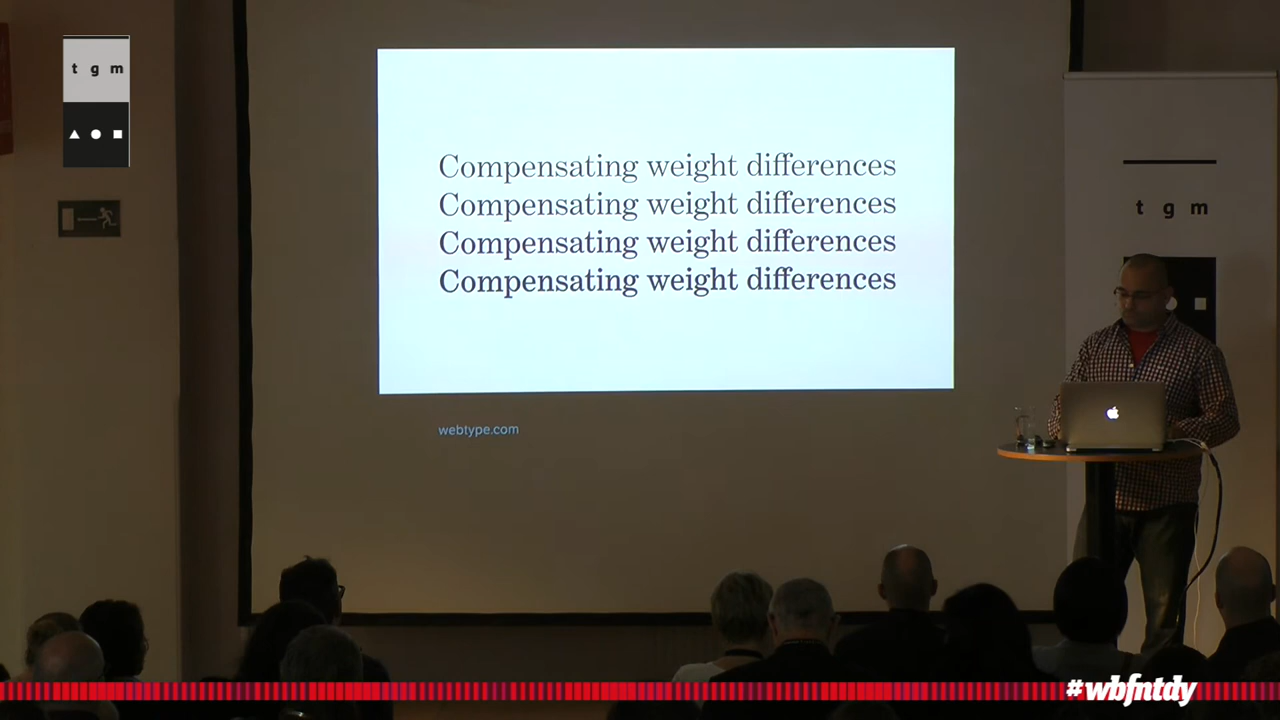 t g m
Compensating weight differences
Compensating weight differences
Compensating weight differences
Compensating weight differences
t g m
webtype.com
#wbfntdy